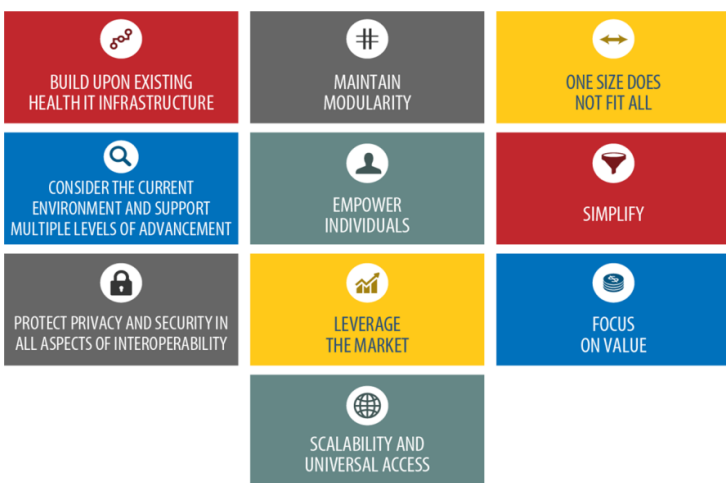 BUILD UPON EXISTING
HEALTH IT INFRASTRUCTURE
MAINTAIN
MODULARITY
ONE SIZE DOES
NOT FIT ALL
CONSIDER THE CURRENT
ENVIRONMENT AND SUPPORT
MULTIPLE LEVELS OF ADVANCEMENT
EMPOWER
INDIVIDUALS
SIMPLIFY
PROTECT PRIVACY AND SECURITY IN
ALL ASPECTS OF INTEROPERABILITY
LEVERAGE
THE MARKET
FOCUS
ON VALUE
SCALABILITY AND
UNIVERSAL ACCESS